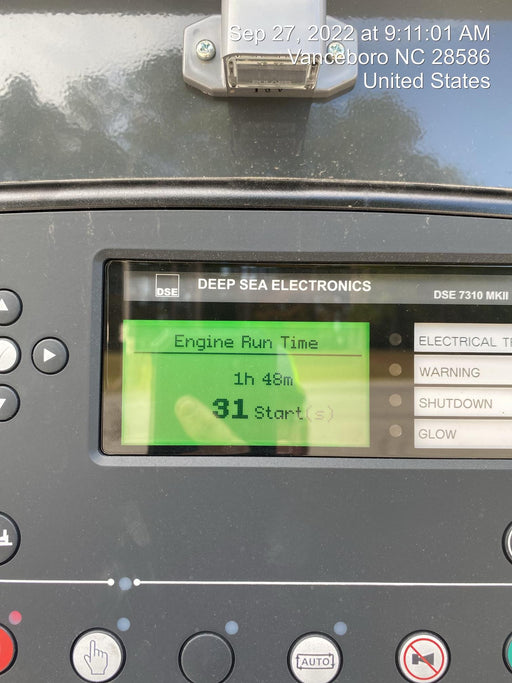 Sep 27, 2022 at 9:11:01 AM
Vanceboro NC 28586
United States
DSE
DEEP SEA ELECTRONICS
DSE 7310 MKII
Engine Run Time
1h 48m
31 Start(s)
ELECTRICAL
WARNING
SHUTDOWN
GLOW
AUTO